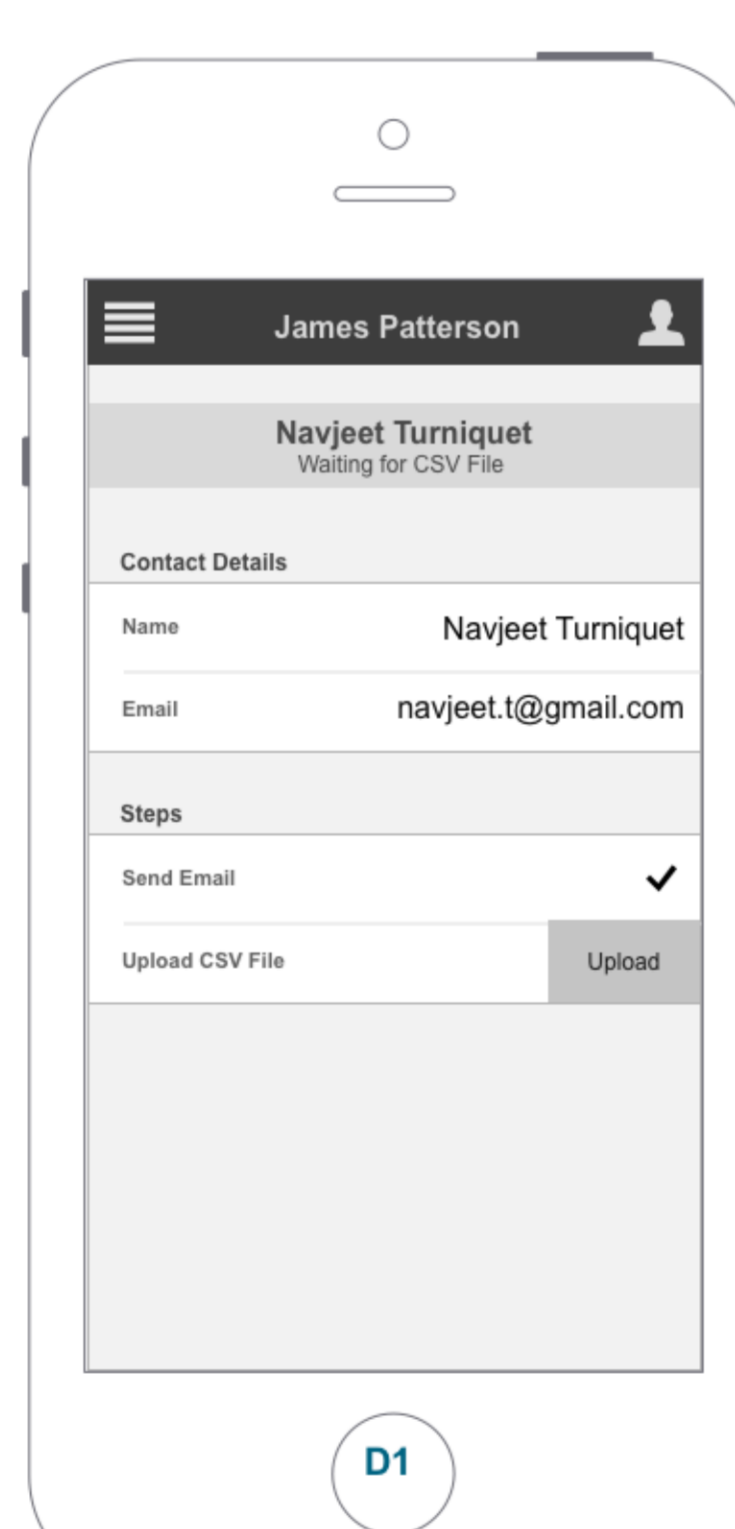 James Patterson
Navjeet Turniquet
Waiting for CSV File
Contact Details
Name Navjeet Turniquet
Email navjeet.t@gmail.com
Steps
Send Email
Upload CSV File Upload
D1